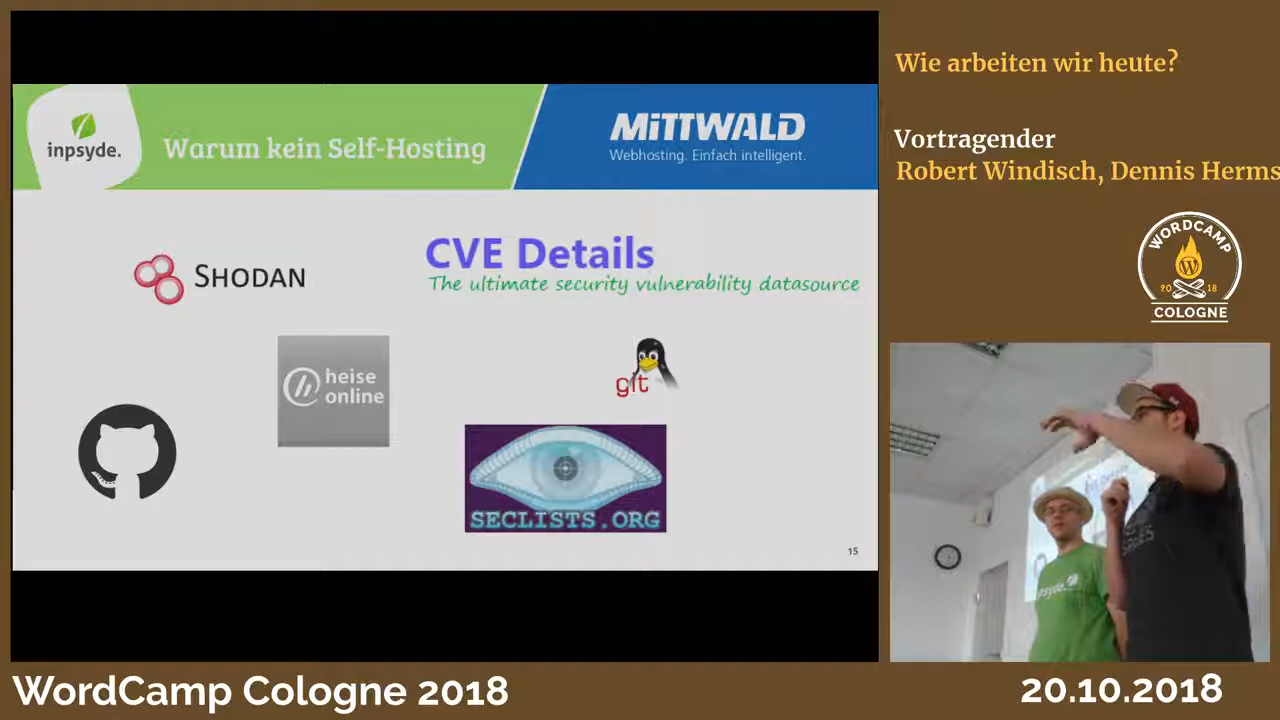 inpsyde.
Warum kein Self-Hosting
MITTWALD
Webhosting. Einfach intelligent.
SHODAN
CVE Details
The ultimate security vulnerability datasource
heise
online
git
SECLISTS.ORG
15
Wie arbeiten wir heute?
Vortragender
Robert Windisch, Dennis Herms
WORDCAMP
2018
COLOGNE
WordCamp Cologne 2018
20.10.2018